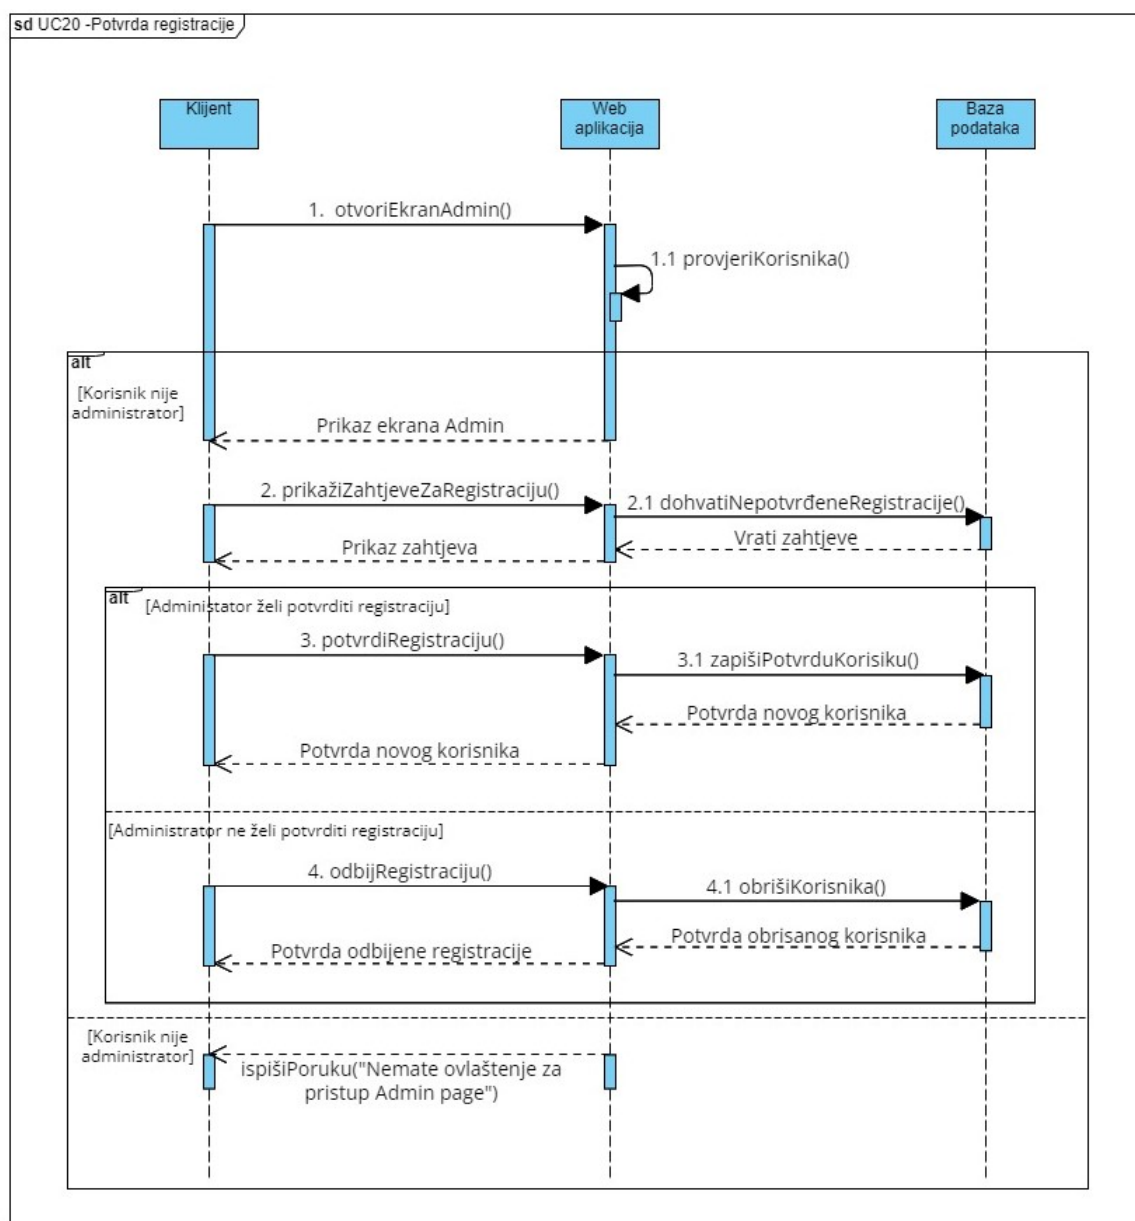 sd UC20 -Potvrda registracije
Klijent
Web
aplikacija
Baza
podataka
1. otvoriEkranAdmin()
1.1 provjeriKorisnika()
alt
[Korisnik nije
administrator]
Prikaz ekrana Admin
2. prikažiZahtjeveZaRegistraciju()
2.1 dohvatiNepotvrđeneRegistracije()
Vrati zahtjeve
Prikaz zahtjeva
alt
[Administator želi potvrditi registraciju]
3. potvrdiRegistraciju()
3.1 zapišiPotvrduKorisiku()
Potvrda novog korisnika
Potvrda novog korisnika
[Administrator ne želi potvrditi registraciju]
4. odbijRegistraciju()
4.1 obrišiKorisnika()
Potvrda obrisanog korisnika
Potvrda odbijene registracije
[Korisnik nije
administrator]
ispišiPoruku("Nemate ovlaštenje za
pristup Admin page")